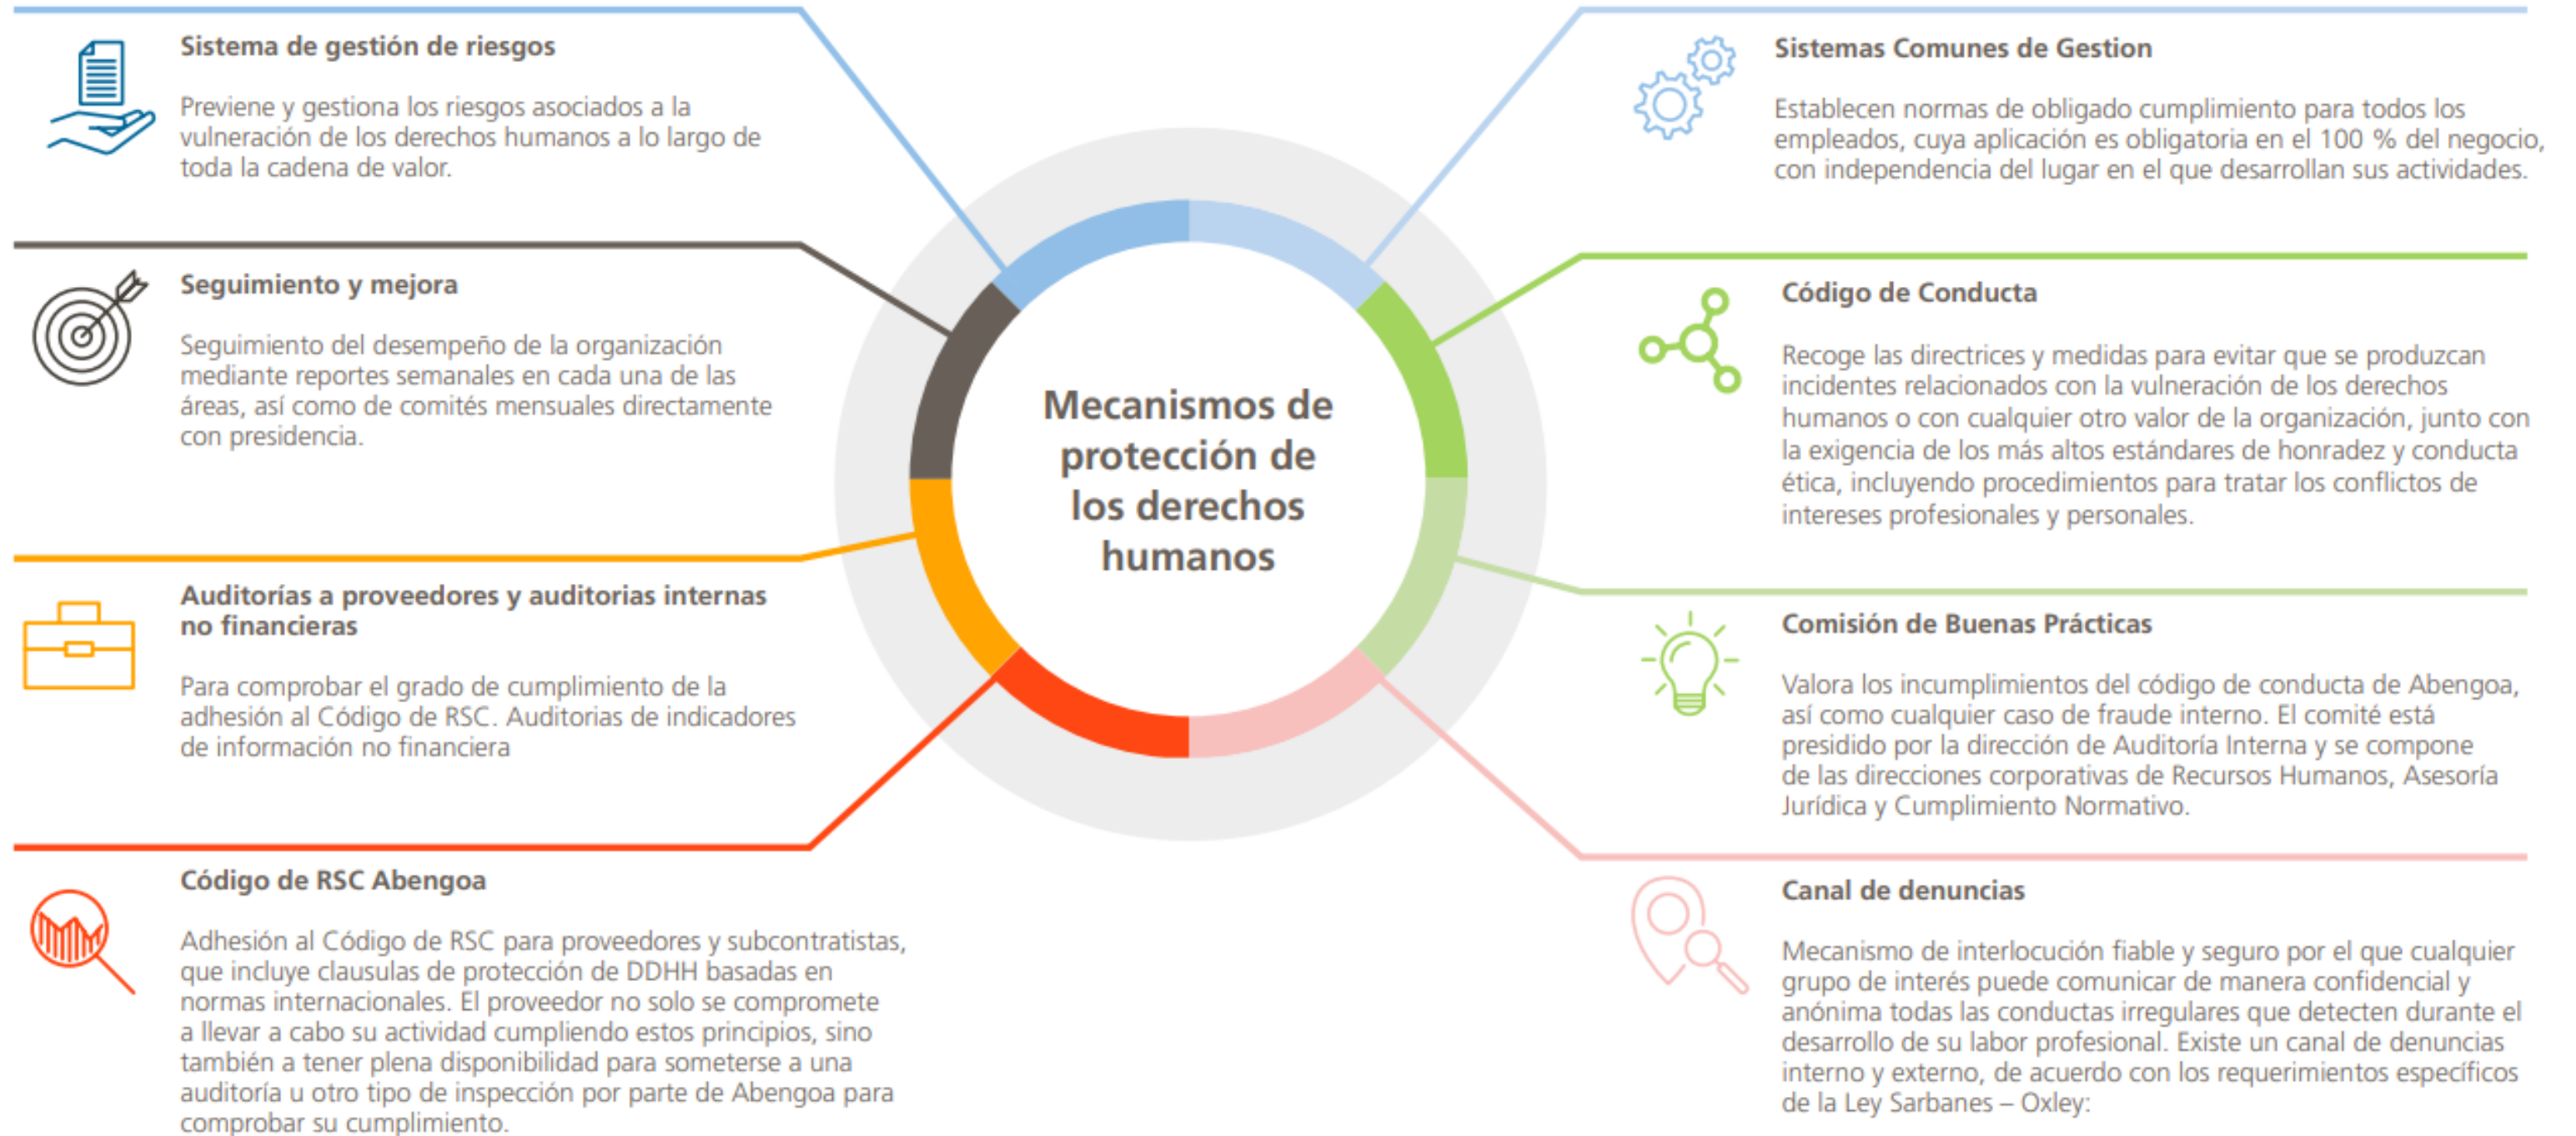 Sistema de gestión de riesgos
Previene y gestiona los riesgos asociados a la
vulneración de los derechos humanos a lo largo de
toda la cadena de valor.
Seguimiento y mejora
Seguimiento del desempeño de la organización
mediante reportes semanales en cada una de las
áreas, así como de comités mensuales directamente
con presidencia.
Auditorías a proveedores y auditorias internas
no financieras
Para comprobar el grado de cumplimiento de la
adhesión al Código de RSC. Auditorias de indicadores
de información no financiera
Código de RSC Abengoa
Adhesión al Código de RSC para proveedores y subcontratistas,
que incluye clausulas de protección de DDHH basadas en
normas internacionales. El proveedor no solo se compromete
a llevar a cabo su actividad cumpliendo estos principios, sino
también a tener plena disponibilidad para someterse a una
auditoría u otro tipo de inspección por parte de Abengoa para
comprobar su cumplimiento.
Mecanismos de
protección de
los derechos
humanos
Sistemas Comunes de Gestion
Establecen normas de obligado cumplimiento para todos los
empleados, cuya aplicación es obligatoria en el 100 % del negocio,
con independencia del lugar en el que desarrollan sus actividades.
Código de Conducta
Recoge las directrices y medidas para evitar que se produzcan
incidentes relacionados con la vulneración de los derechos
humanos o con cualquier otro valor de la organización, junto con
la exigencia de los más altos estándares de honradez y conducta
ética, incluyendo procedimientos para tratar los conflictos de
intereses profesionales y personales.
Comisión de Buenas Prácticas
Valora los incumplimientos del código de conducta de Abengoa,
así como cualquier caso de fraude interno. El comité está
presidido por la dirección de Auditoría Interna y se compone
de las direcciones corporativas de Recursos Humanos, Asesoría
Jurídica y Cumplimiento Normativo.
Canal de denuncias
Mecanismo de interlocución fiable y seguro por el que cualquier
grupo de interés puede comunicar de manera confidencial y
anónima todas las conductas irregulares que detecten durante el
desarrollo de su labor profesional. Existe un canal de denuncias
interno y externo, de acuerdo con los requerimientos específicos
de la Ley Sarbanes – Oxley: